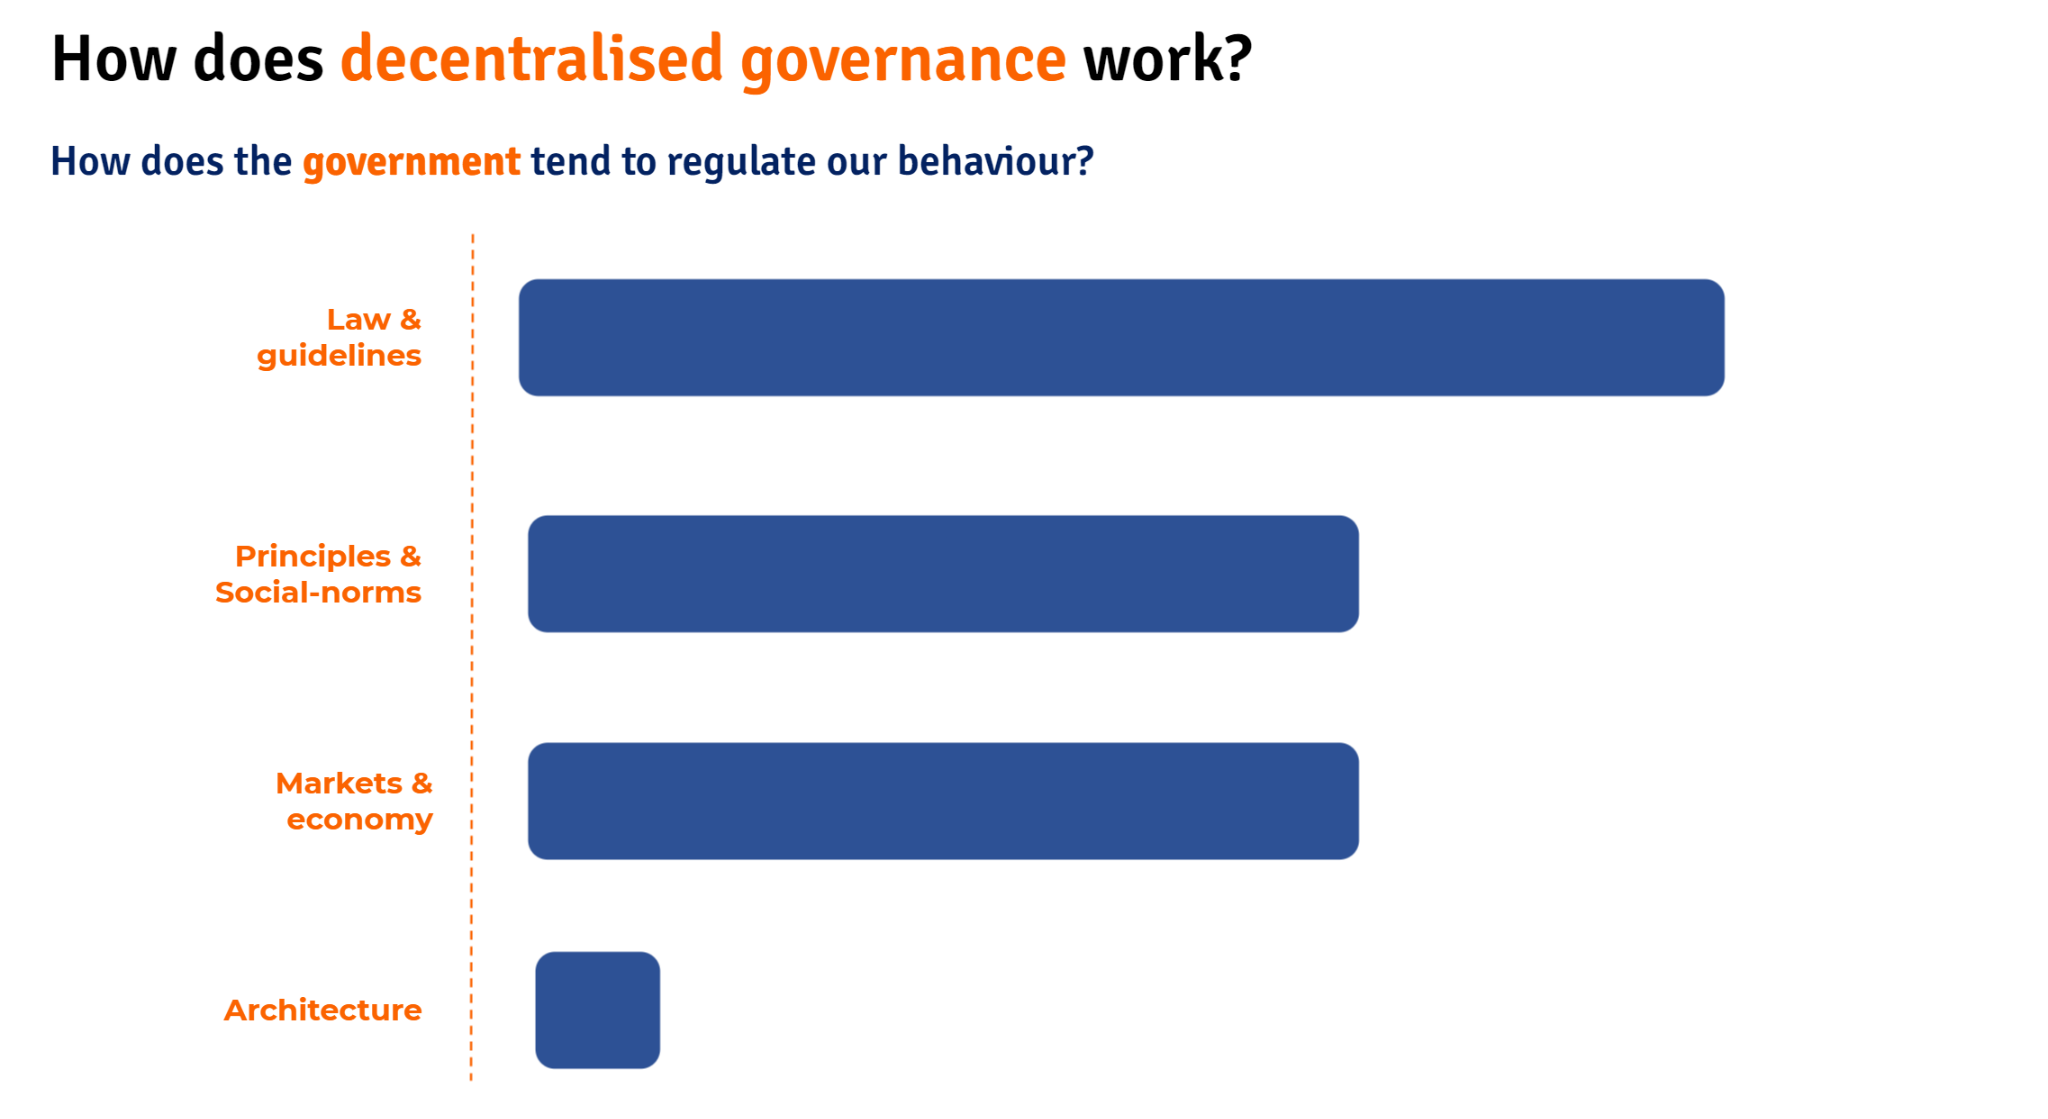 How does decentralised governance work?
How does the government tend to regulate our behaviour?
Law &
guidelines
Principles &
Social-norms
Markets &
economy
Architecture